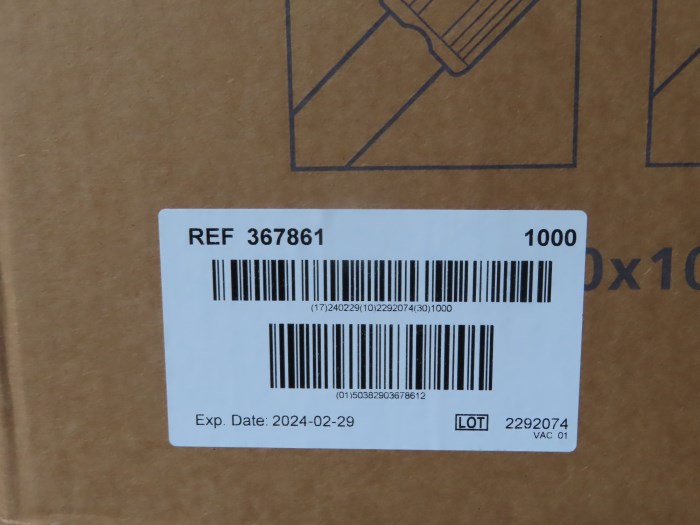 REF 367861 1000
(17)240229(10)2292074(30)1000
0x10
(01)50382903678612
Exp. Date: 2024-02-29 LOT 2292074
VAC 01